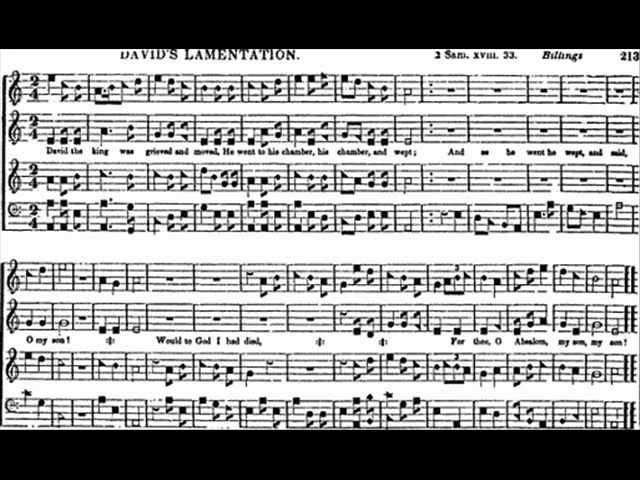 DAVID'S LAMENTATION. 2 Sam. xviii. 33. Billings 213
David the king was grieved and moved, He went to his chamber, his chamber, and wept; And as he went he wept, and said,
O my son! Would to God I had died, For thee, O Absalom, my son, my son!